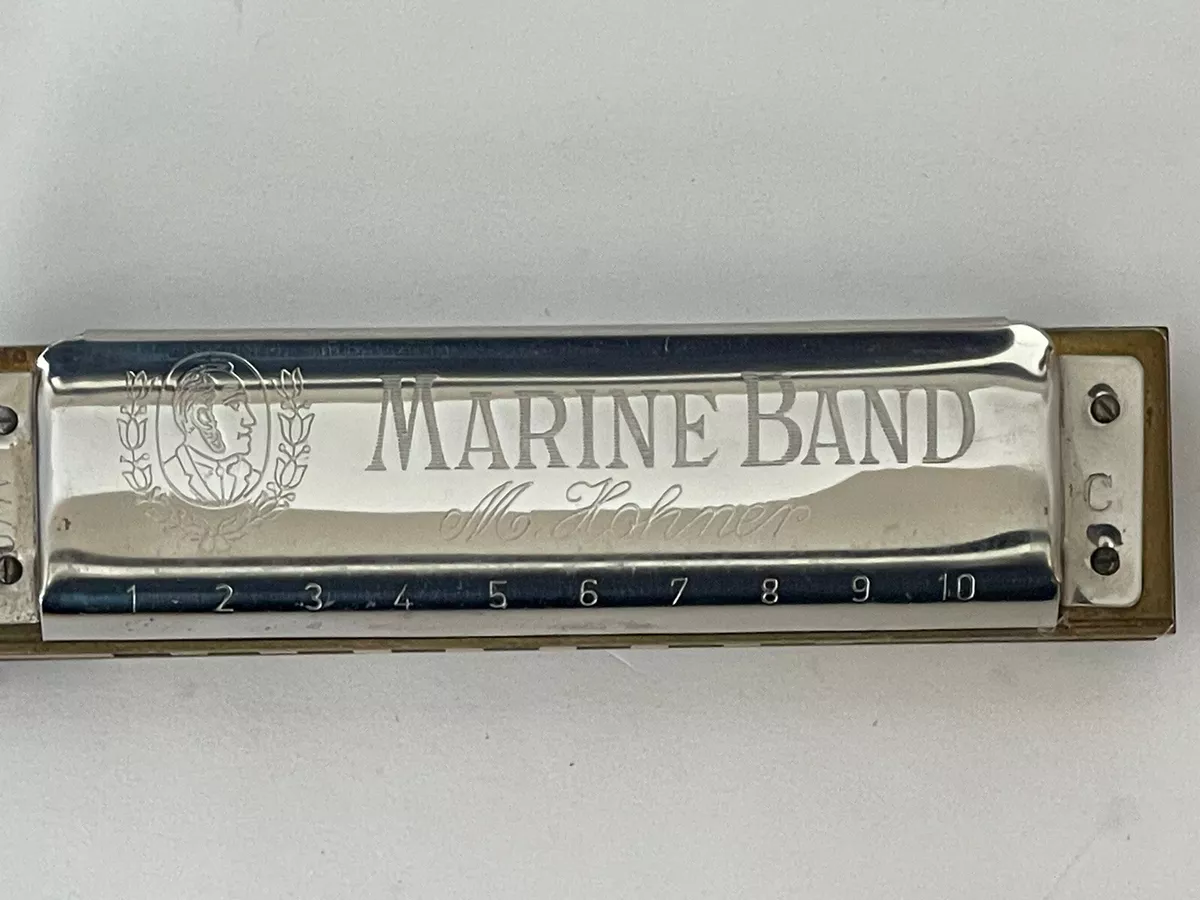 MARINE BAND
M. Hohner
C
1 2 3 4 5 6 7 8 9 10